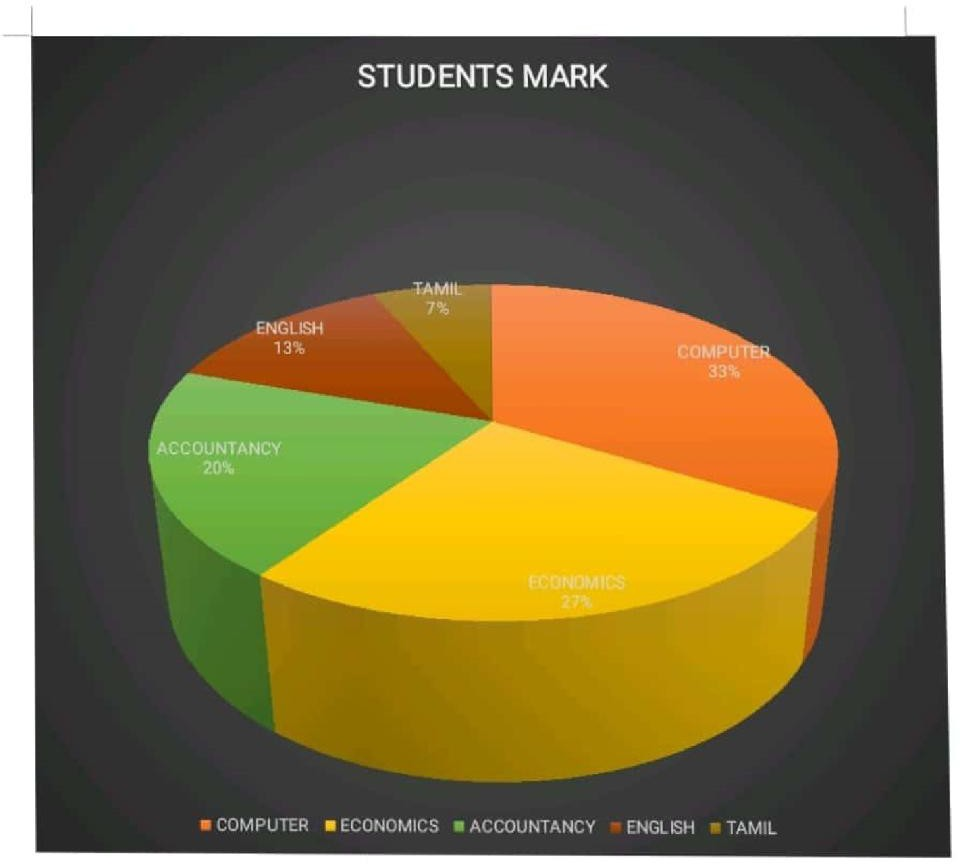 STUDENTS MARK
TAMIL
7%
ENGLISH
13%
COMPUTER
33%
ACCOUNTANCY
20%
ECONOMICS
27%
COMPUTER ECONOMICS ACCOUNTANCY ENGLISH TAMIL